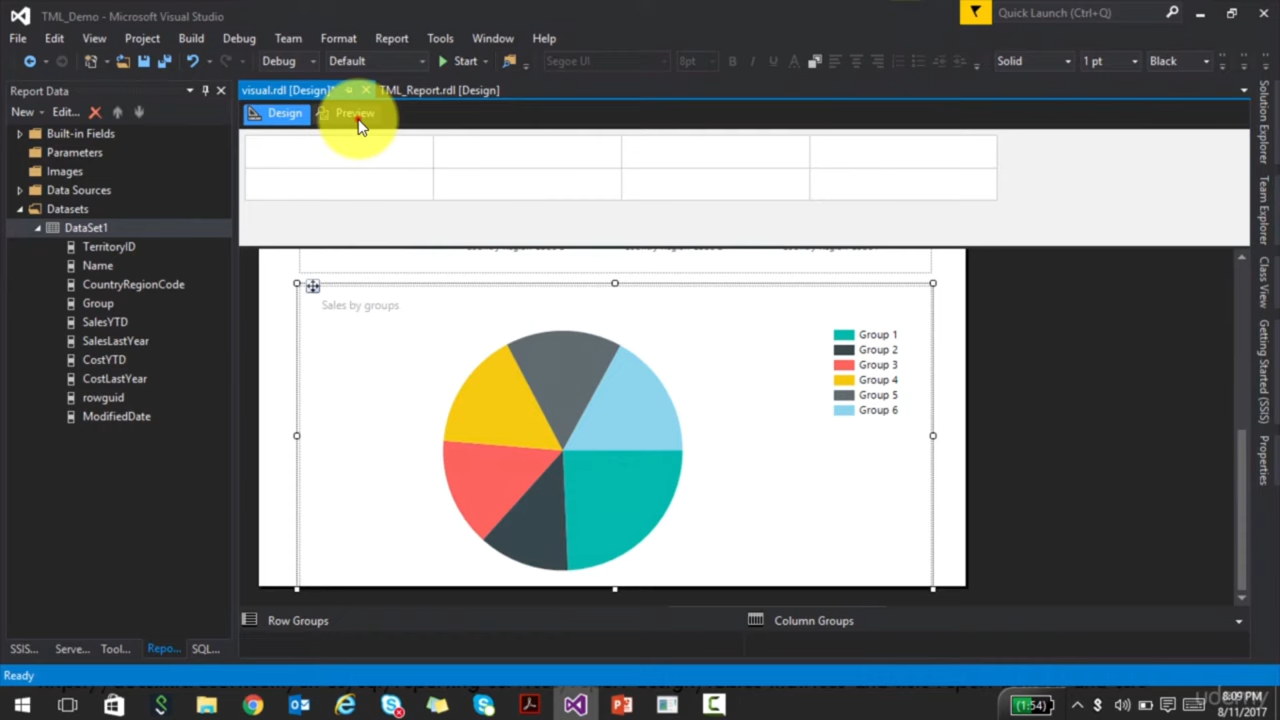 TML_Demo - Microsoft Visual Studio
Quick Launch (Ctrl+Q)
File Edit View Project Build Debug Team Format Report Tools Window Help
Debug Default Start Segoe UI 8pt B I U A Solid 1 pt Black
Report Data
visual.rdl [Design]* TML_Report.rdl [Design]
New Edit...
Design Preview
Built-in Fields
Parameters
Images
Data Sources
Datasets
DataSet1
TerritoryID
Name
CountryRegionCode
Group
SalesYTD
SalesLastYear
CostYTD
CostLastYear
rowguid
ModifiedDate
Sales by groups
Group 1
Group 2
Group 3
Group 4
Group 5
Group 6
Solution Explorer
Team Explorer
Class View
Getting Started (SSIS)
Properties
Row Groups Column Groups
SSIS... Serve... Tool... Repo... SQL...
Ready
(1:54)
8:09 PM
8/11/2017
udemy